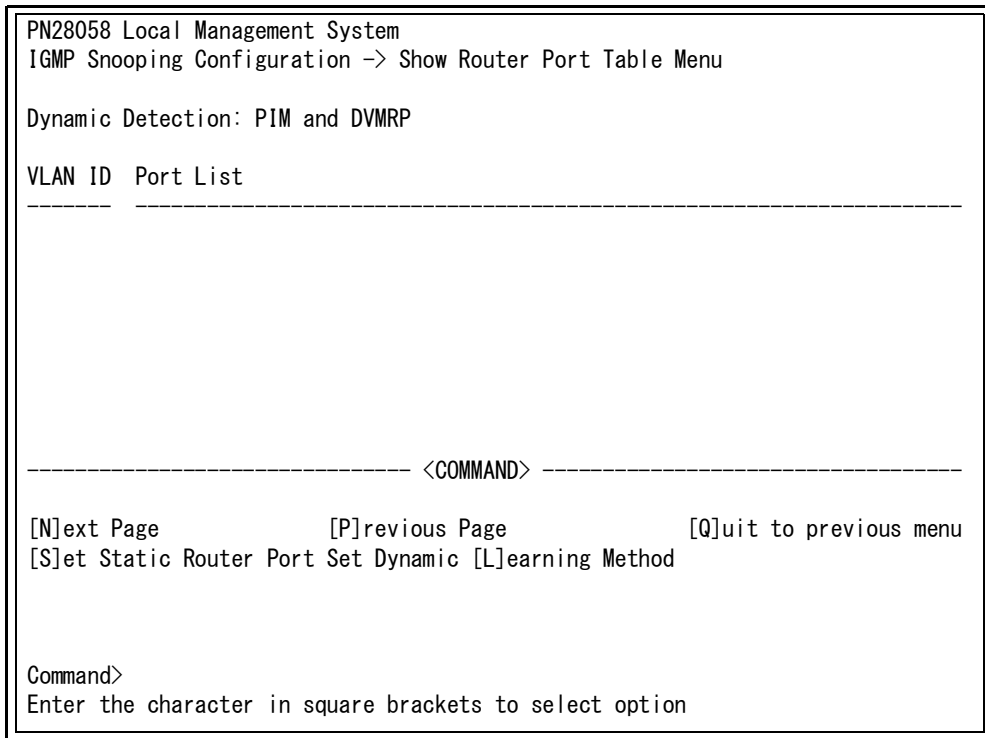 PN28058 Local Management System
IGMP Snooping Configuration -> Show Router Port Table Menu
Dynamic Detection: PIM and DVMRP
VLAN ID  Port List
-------  ---------------------------------------------------------------------
-------------------------------- <COMMAND> -----------------------------------
[N]ext Page              [P]revious Page               [Q]uit to previous menu
[S]et Static Router Port Set Dynamic [L]earning Method
Command>
Enter the character in square brackets to select option